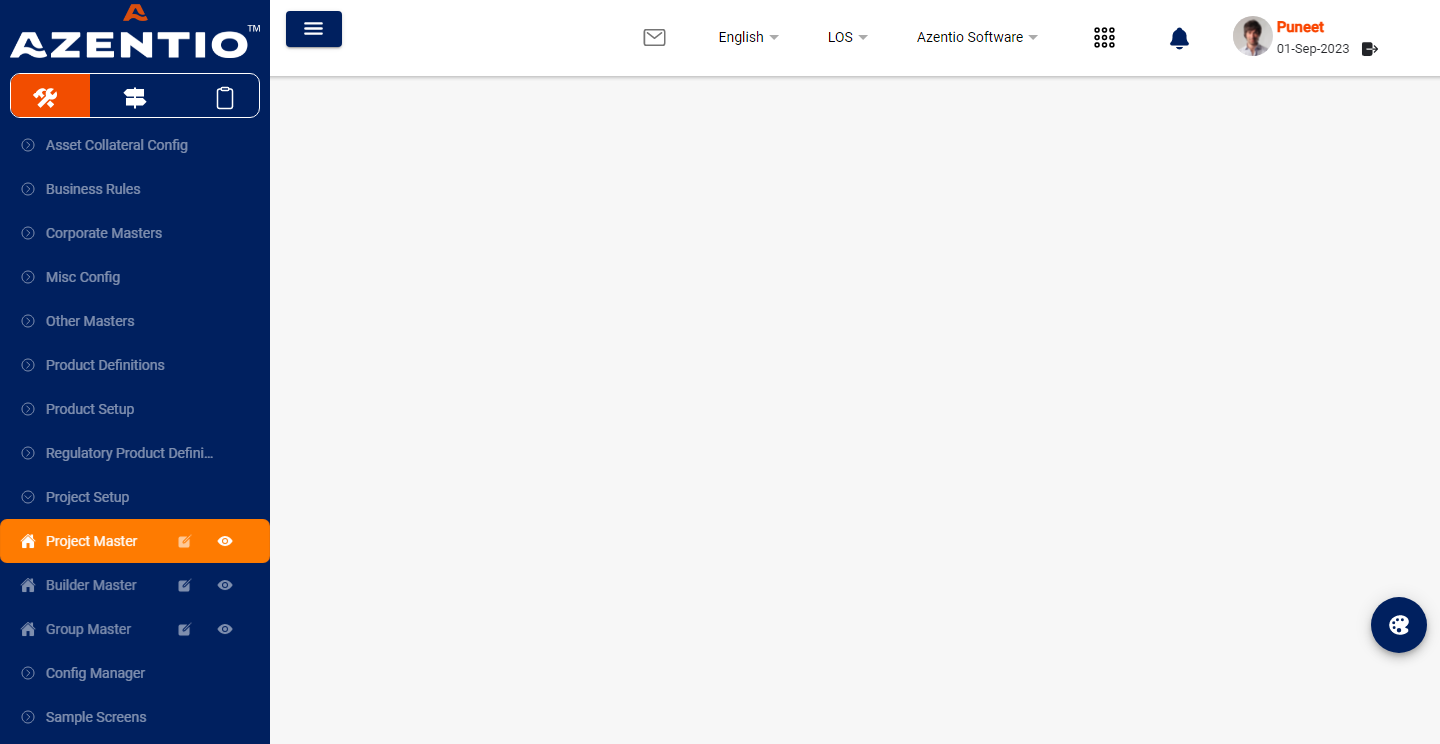 AZENTIO™
English
LOS
Azentio Software
Puneet
01-Sep-2023
Asset Collateral Config
Business Rules
Corporate Masters
Misc Config
Other Masters
Product Definitions
Product Setup
Regulatory Product Defini...
Project Setup
Project Master
Builder Master
Group Master
Config Manager
Sample Screens